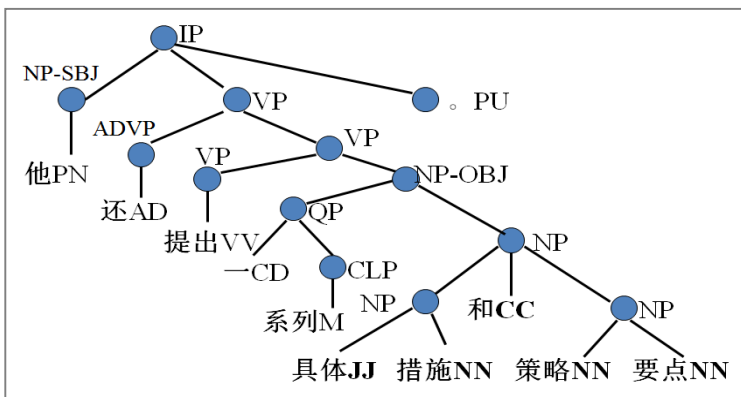 IP
NP-SBJ
VP
。PU
ADVP
VP
他PN
VP
NP-OBJ
还AD
QP
提出VV
NP
一CD
CLP
NP
和CC
NP
系列M
具体JJ 措施NN 策略NN 要点NN